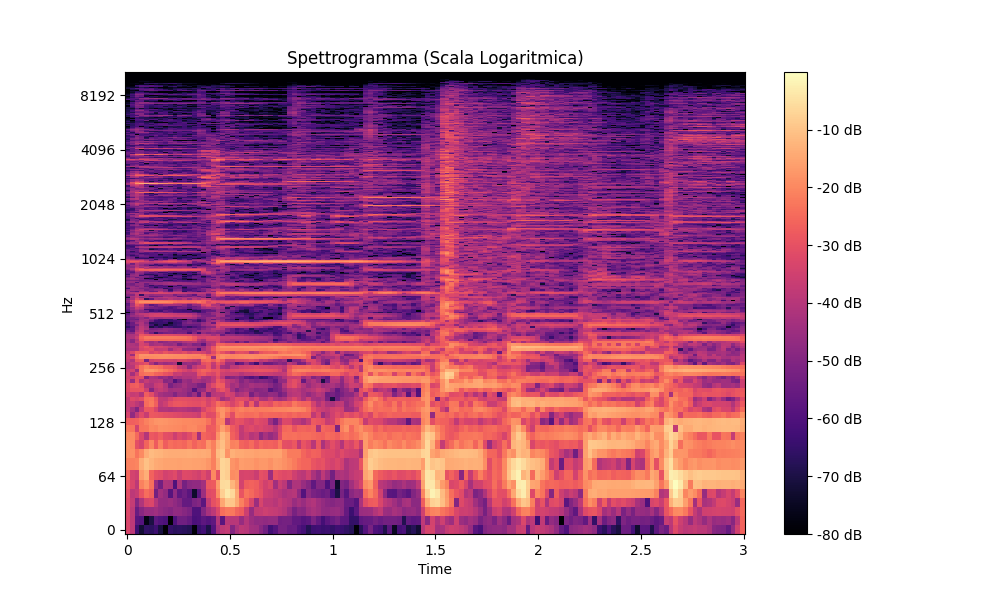 Spettrogramma (Scala Logaritmica)
Hz
8192
4096
2048
1024
512
256
128
64
0
0
0.5
1
1.5
2
2.5
3
Time
-10 dB
-20 dB
-30 dB
-40 dB
-50 dB
-60 dB
-70 dB
-80 dB